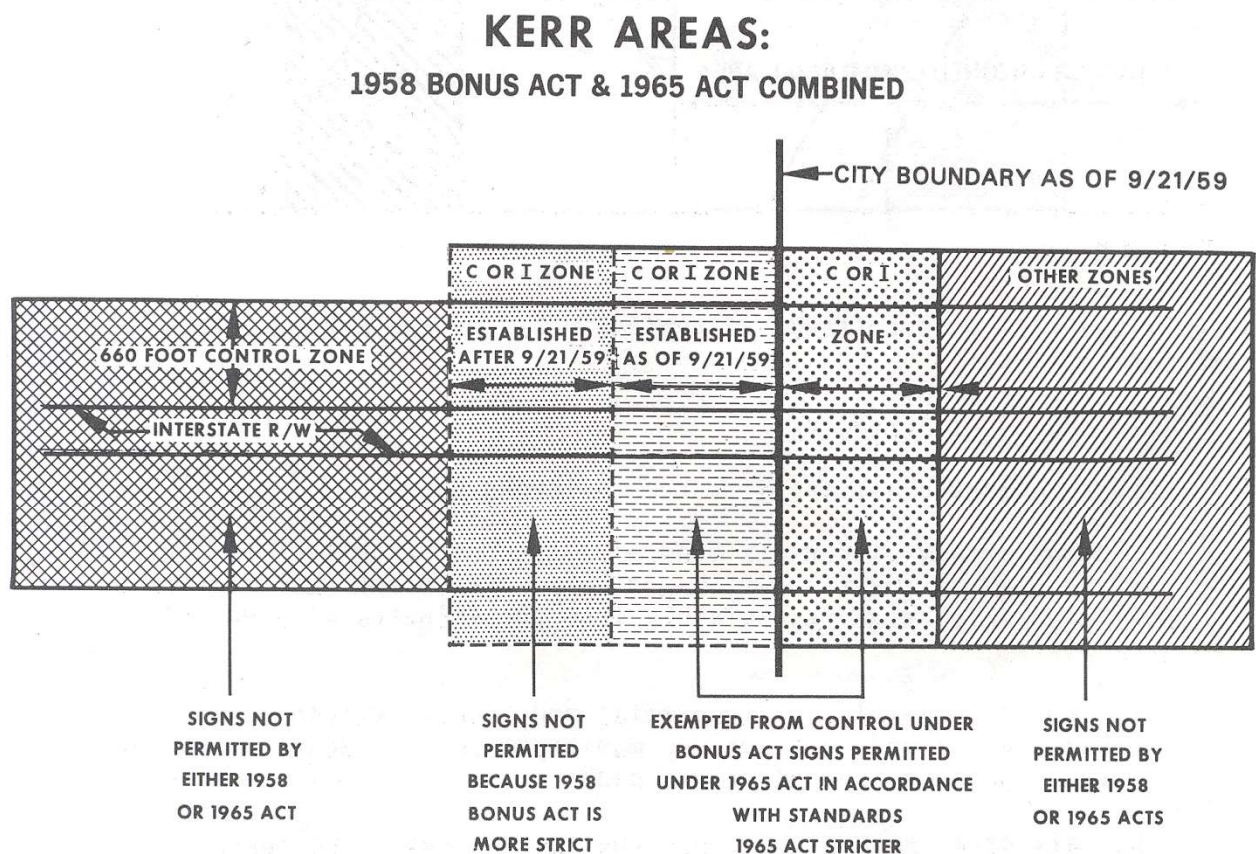 KERR AREAS:
1958 BONUS ACT & 1965 ACT COMBINED
CITY BOUNDARY AS OF 9/21/59
C OR I ZONE
C OR I ZONE
C OR I
OTHER ZONES
660 FOOT CONTROL ZONE
ESTABLISHED
AFTER 9/21/59
ESTABLISHED
AS OF 9/21/59
ZONE
INTERSTATE R/W
SIGNS NOT
PERMITTED BY
EITHER 1958
OR 1965 ACT
SIGNS NOT
PERMITTED
BECAUSE 1958
BONUS ACT IS
MORE STRICT
EXEMPTED FROM CONTROL UNDER
BONUS ACT SIGNS PERMITTED
UNDER 1965 ACT IN ACCORDANCE
WITH STANDARDS
1965 ACT STRICTER
SIGNS NOT
PERMITTED BY
EITHER 1958
OR 1965 ACTS